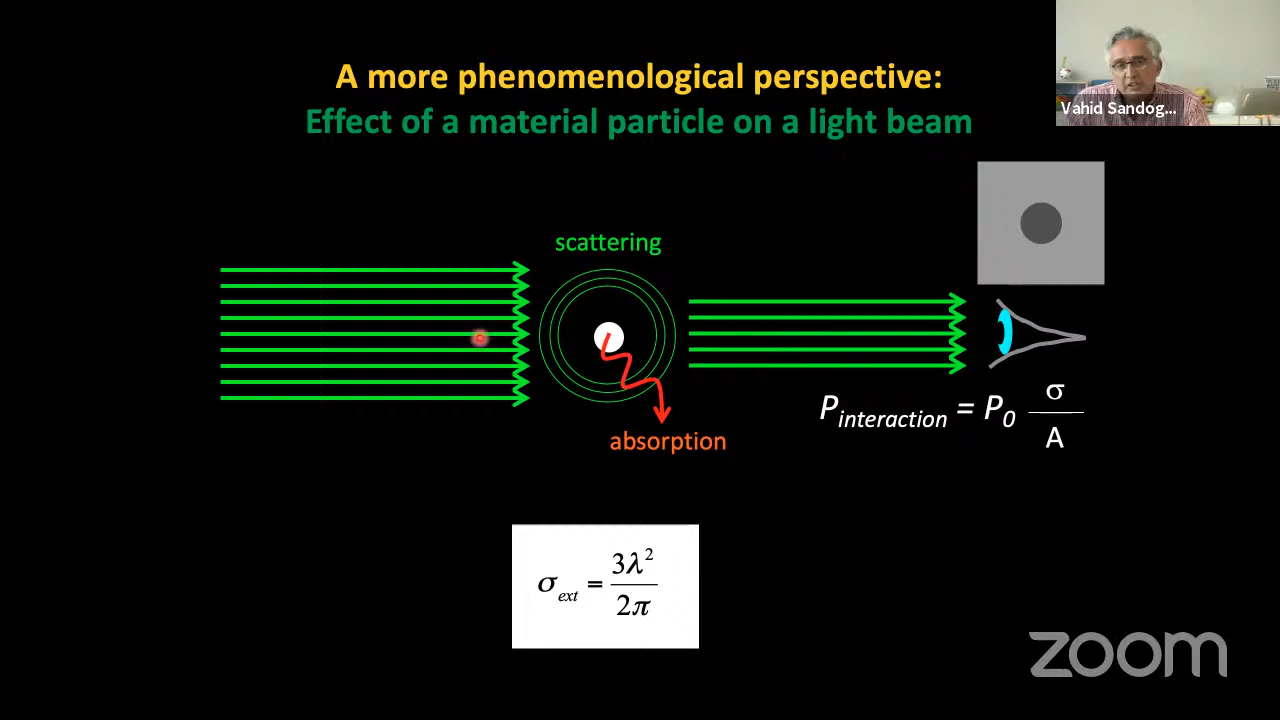 A more phenomenological perspective:
Effect of a material particle on a light beam
Vahid Sandog...
scattering
absorption
P_interaction = P_0 σ/A
σ_ext = 3λ²/2π
zoom